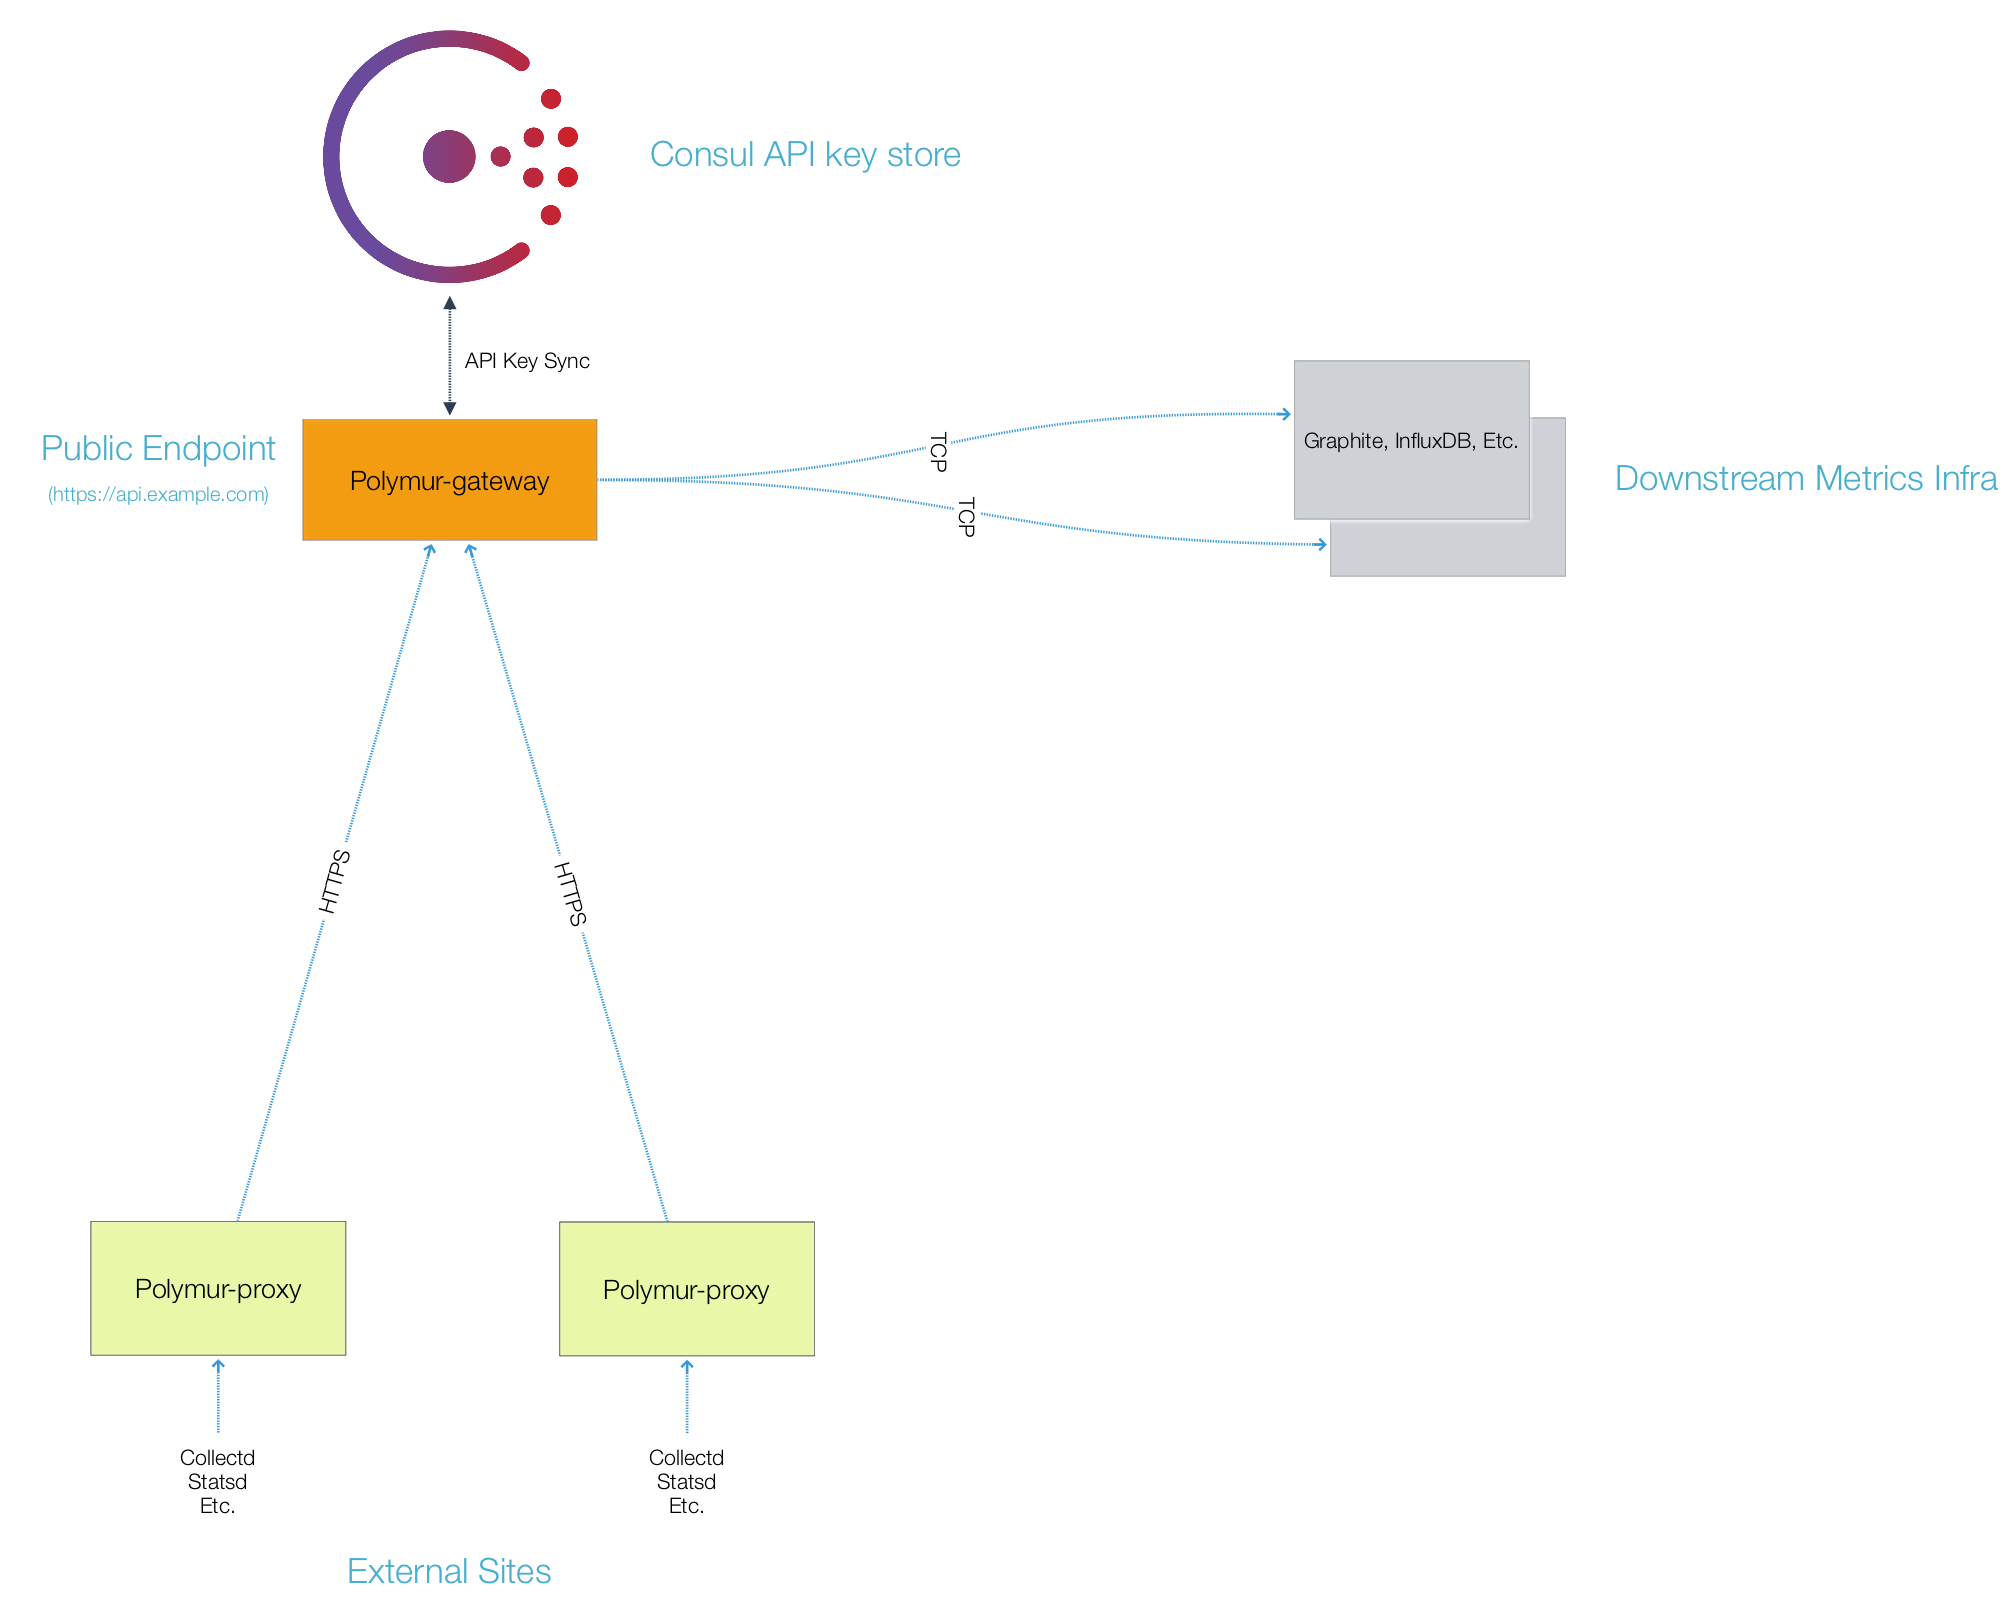 Consul API key store
API Key Sync
Public Endpoint
(https://api.example.com)
Polymur-gateway
TCP
TCP
Graphite, InfluxDB, Etc.
Downstream Metrics Infra
HTTPS
HTTPS
Polymur-proxy
Polymur-proxy
Collectd
Statsd
Etc.
Collectd
Statsd
Etc.
External Sites